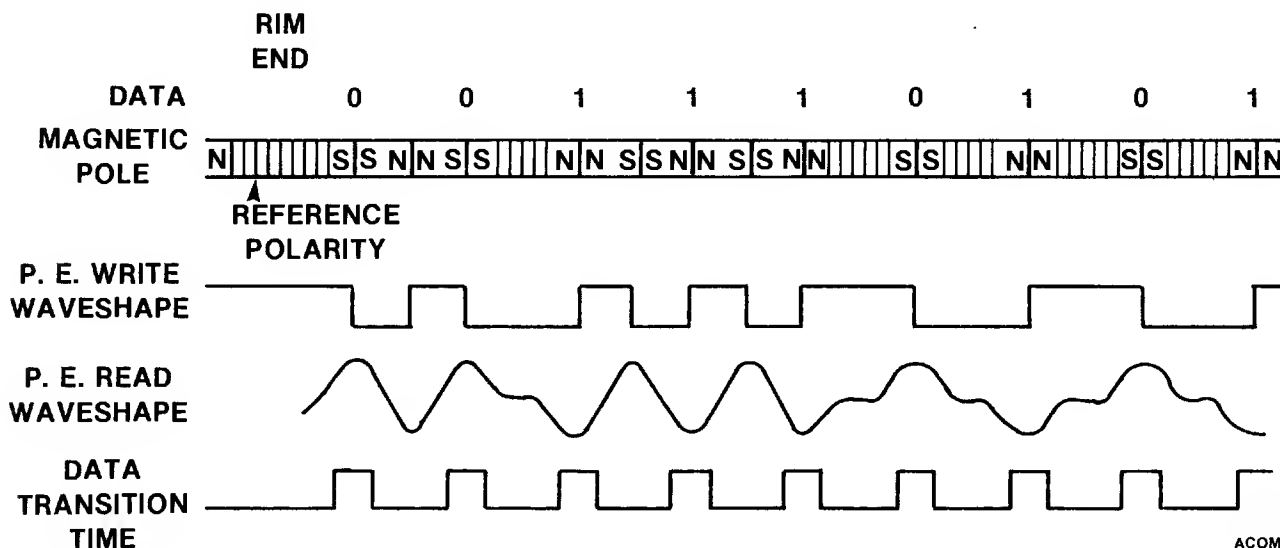 RIM
END
DATA 0 0 1 1 1 0 1 0 1
MAGNETIC
POLE
N S S N N S S N N S S N N S S N N S S N N S S N N
REFERENCE
POLARITY
P. E. WRITE
WAVESHAPE
P. E. READ
WAVESHAPE
DATA
TRANSITION
TIME
ACOM